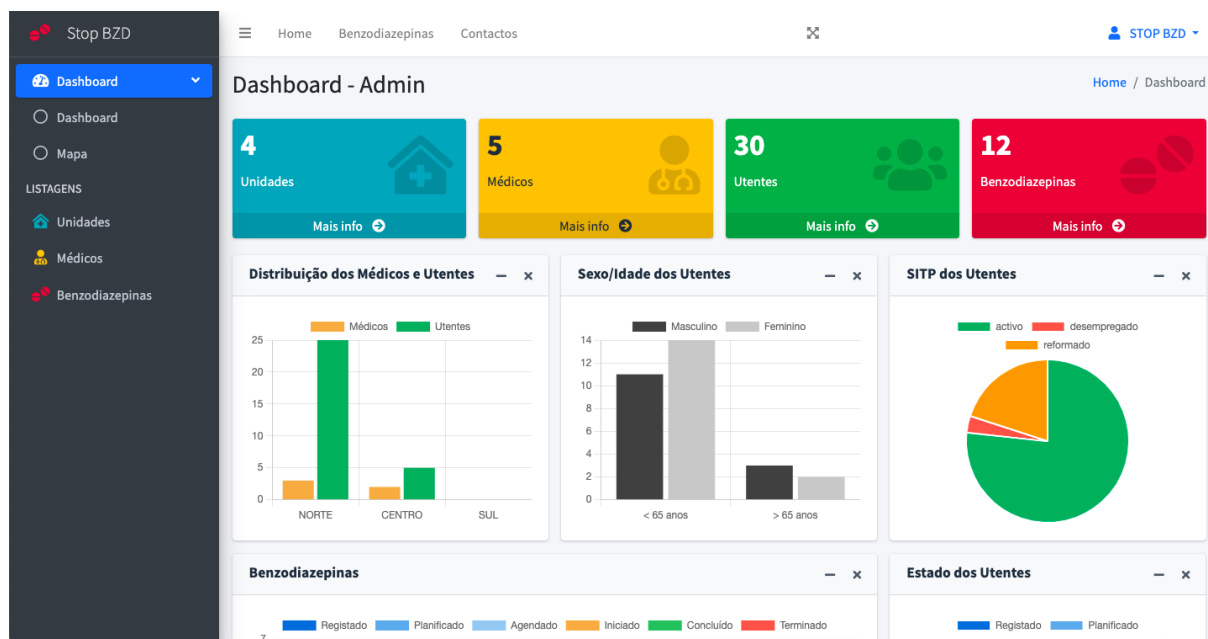 Stop BZD
Home Benzodiazepinas Contactos
STOP BZD
Dashboard
Dashboard
Mapa
LISTAGENS
Unidades
Médicos
Benzodiazepinas
Dashboard - Admin
Home / Dashboard
4
Unidades
Mais info
5
Médicos
Mais info
30
Utentes
Mais info
12
Benzodiazepinas
Mais info
Distribuição dos Médicos e Utentes
Médicos Utentes
25
20
15
10
5
0
NORTE CENTRO SUL
Sexo/Idade dos Utentes
Masculino Feminino
14
12
10
8
6
4
2
0
< 65 anos > 65 anos
SITP dos Utentes
activo desempregado
reformado
Benzodiazepinas
Registado Planificado Agendado Iniciado Concluído Terminado
7
Estado dos Utentes
Registado Planificado